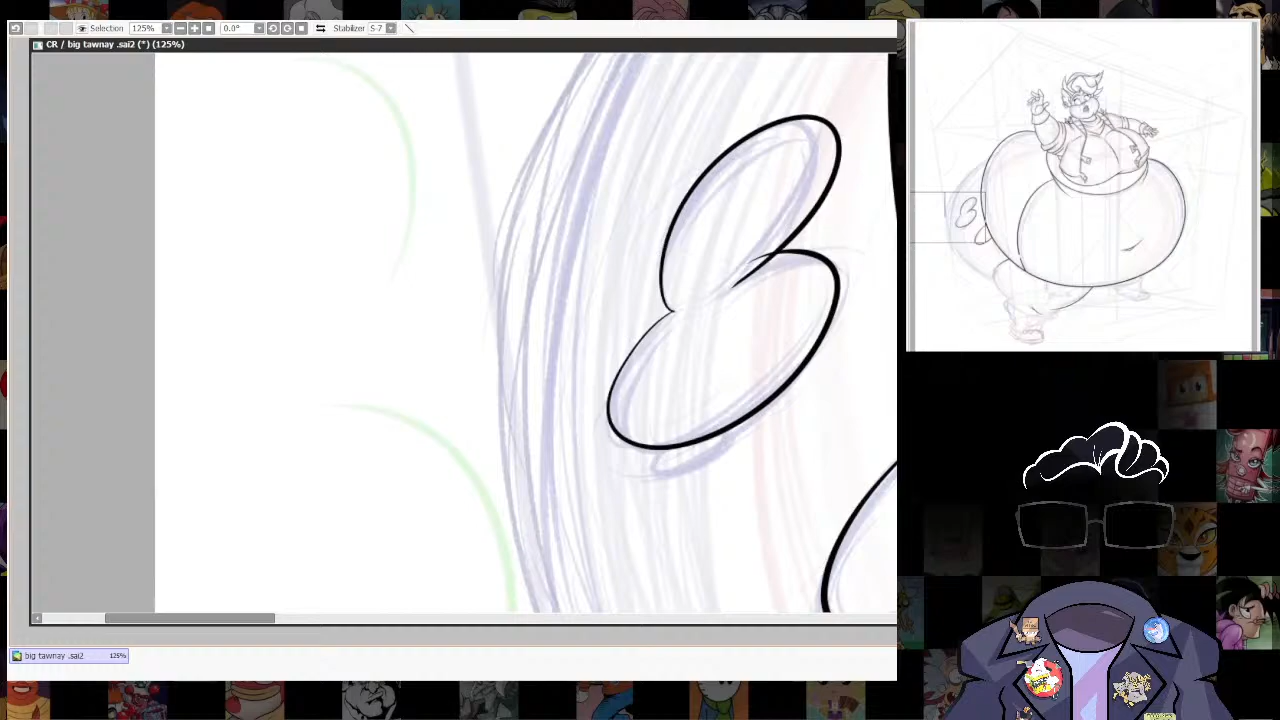 Selection 125% 0.0° Stabilizer S-7
CR / big tawnay .sai2 (*) (125%)
big tawnay .sai2 125%